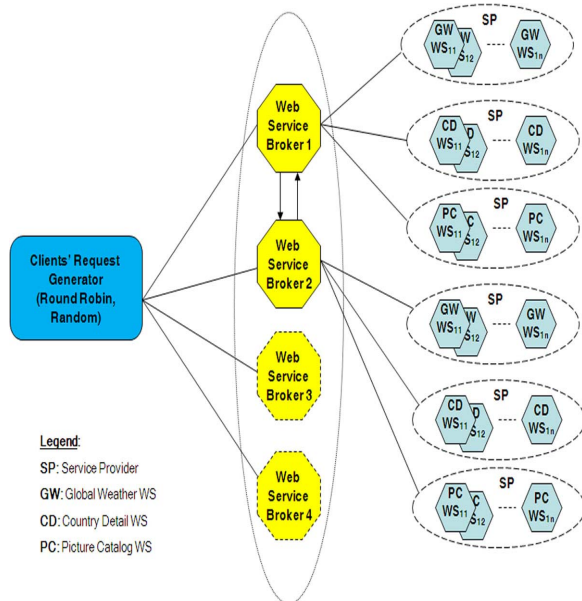 SP
GW
WS11
W
S12
GW
WS1n
SP
CD
WS11
D
S12
CD
WS1n
SP
PC
WS11
C
S12
PC
WS1n
SP
GW
WS11
W
S12
GW
WS1n
SP
CD
WS11
D
S12
CD
WS1n
SP
PC
WS11
C
S12
PC
WS1n
Web
Service
Broker 1
Web
Service
Broker 2
Web
Service
Broker 3
Web
Service
Broker 4
Clients' Request
Generator
(Round Robin,
Random)
Legend:
SP: Service Provider
GW: Global Weather WS
CD: Country Detail WS
PC: Picture Catalog WS